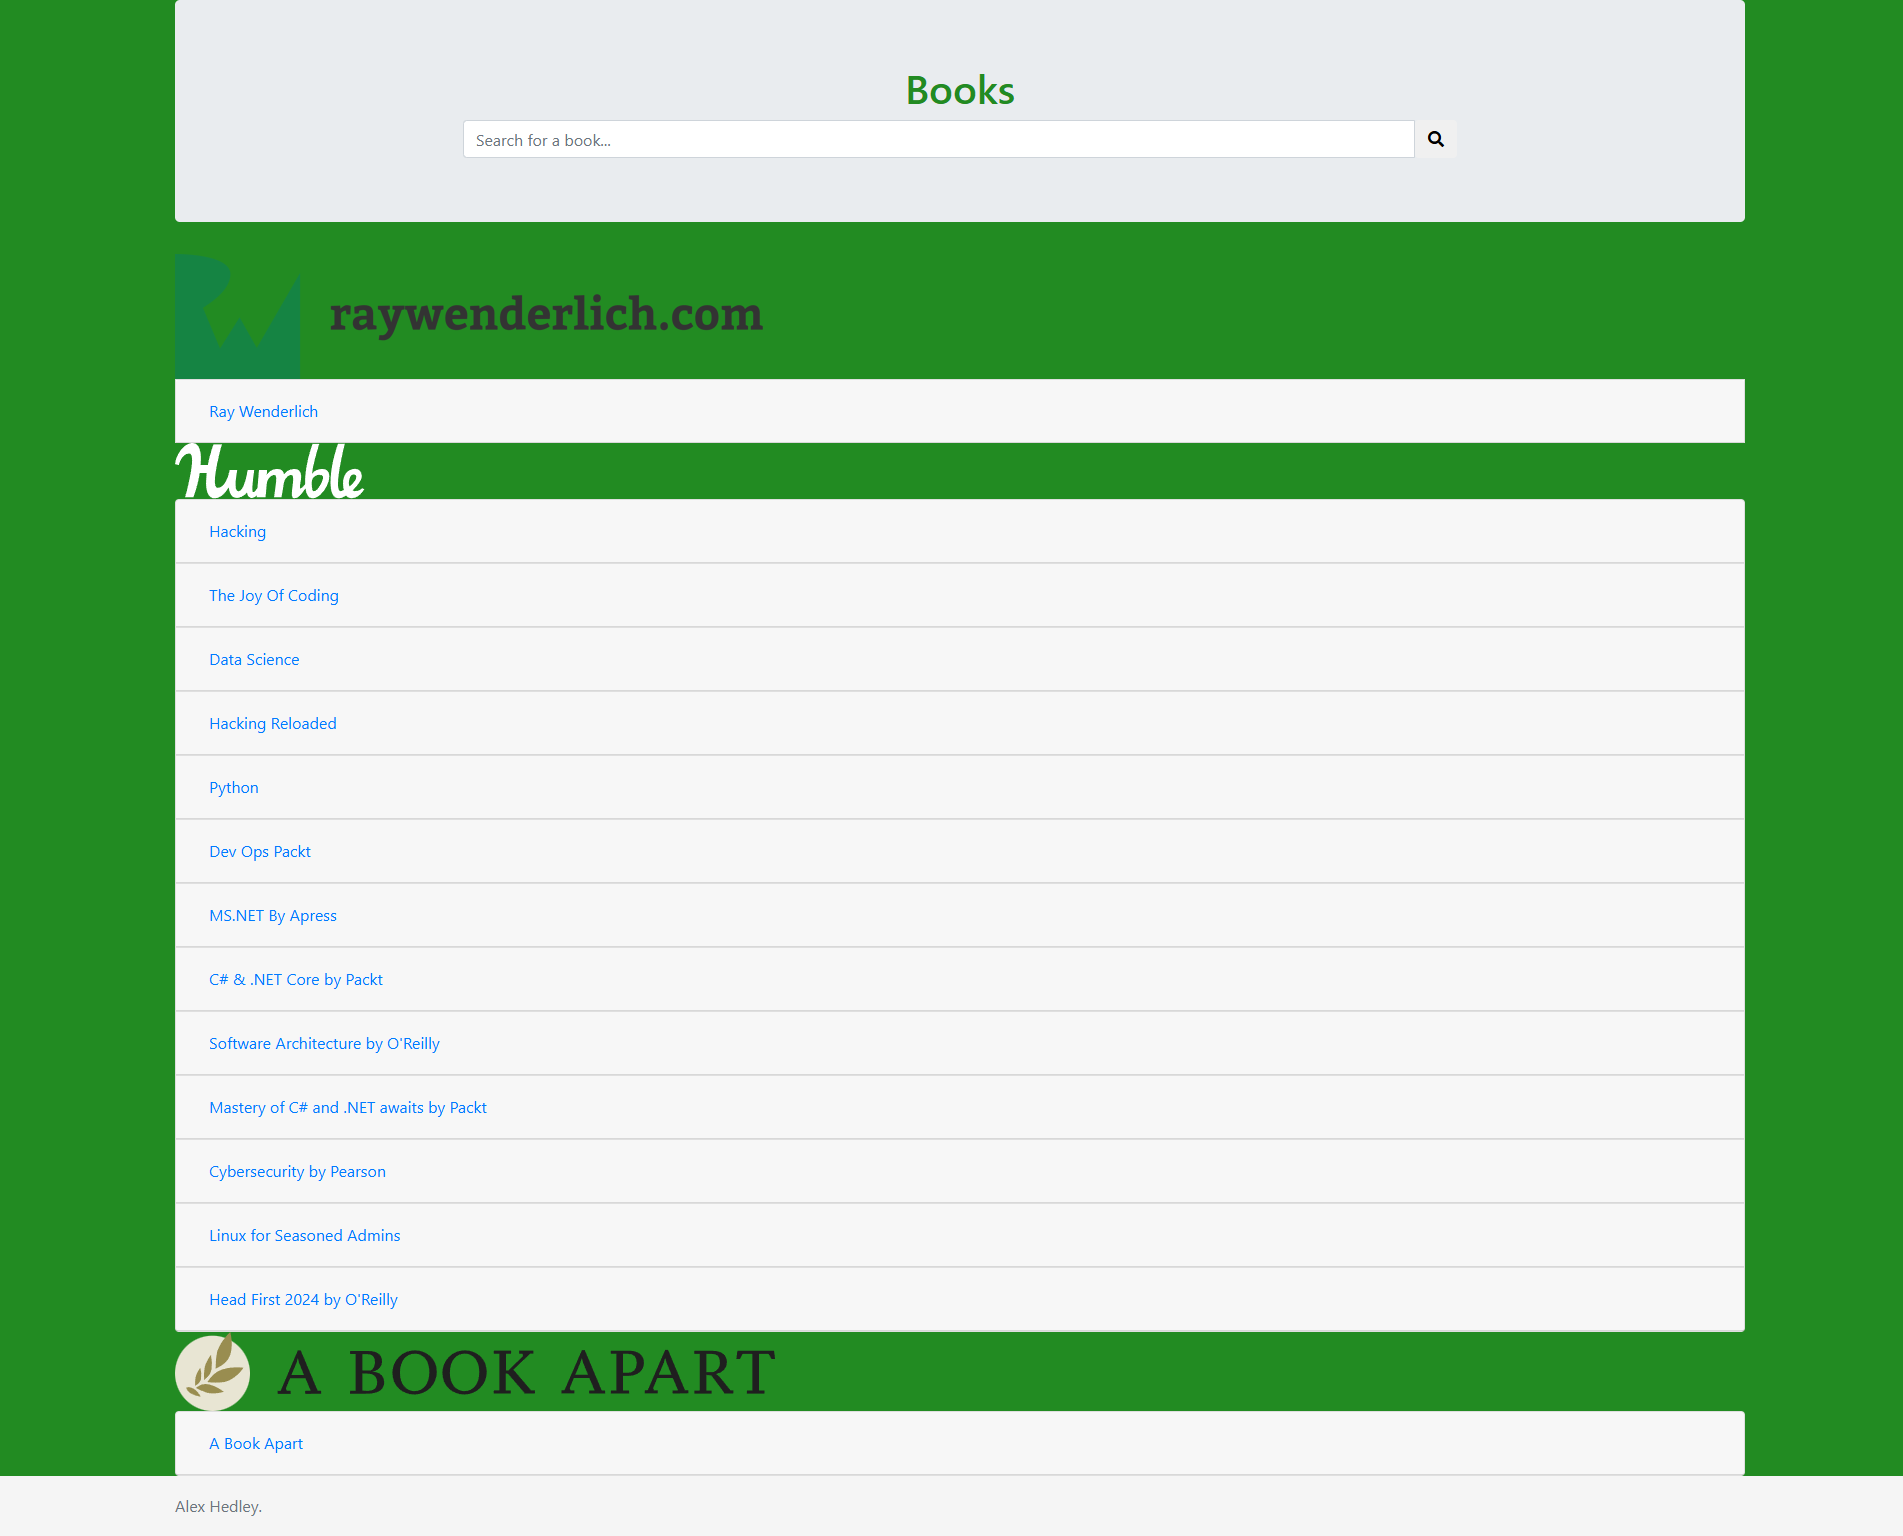 Books
Search for a book...
raywenderlich.com
Ray Wenderlich
Humble
Hacking
The Joy Of Coding
Data Science
Hacking Reloaded
Python
Dev Ops Packt
MS.NET By Apress
C# & .NET Core by Packt
Software Architecture by O'Reilly
Mastery of C# and .NET awaits by Packt
Cybersecurity by Pearson
Linux for Seasoned Admins
Head First 2024 by O'Reilly
A BOOK APART
A Book Apart
Alex Hedley.